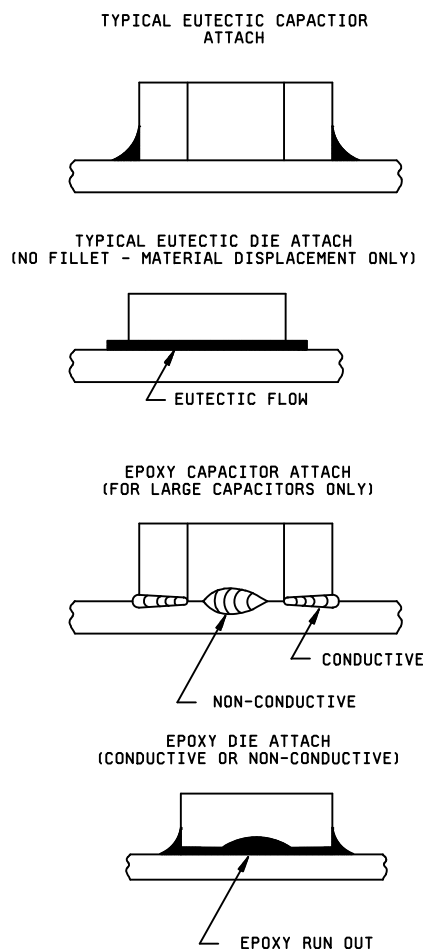 TYPICAL EUTECTIC CAPACTIOR
ATTACH
TYPICAL EUTECTIC DIE ATTACH
(NO FILLET - MATERIAL DISPLACEMENT ONLY)
EUTECTIC FLOW
EPOXY CAPACITOR ATTACH
(FOR LARGE CAPACITORS ONLY)
CONDUCTIVE
NON-CONDUCTIVE
EPOXY DIE ATTACH
(CONDUCTIVE OR NON-CONDUCTIVE)
EPOXY RUN OUT